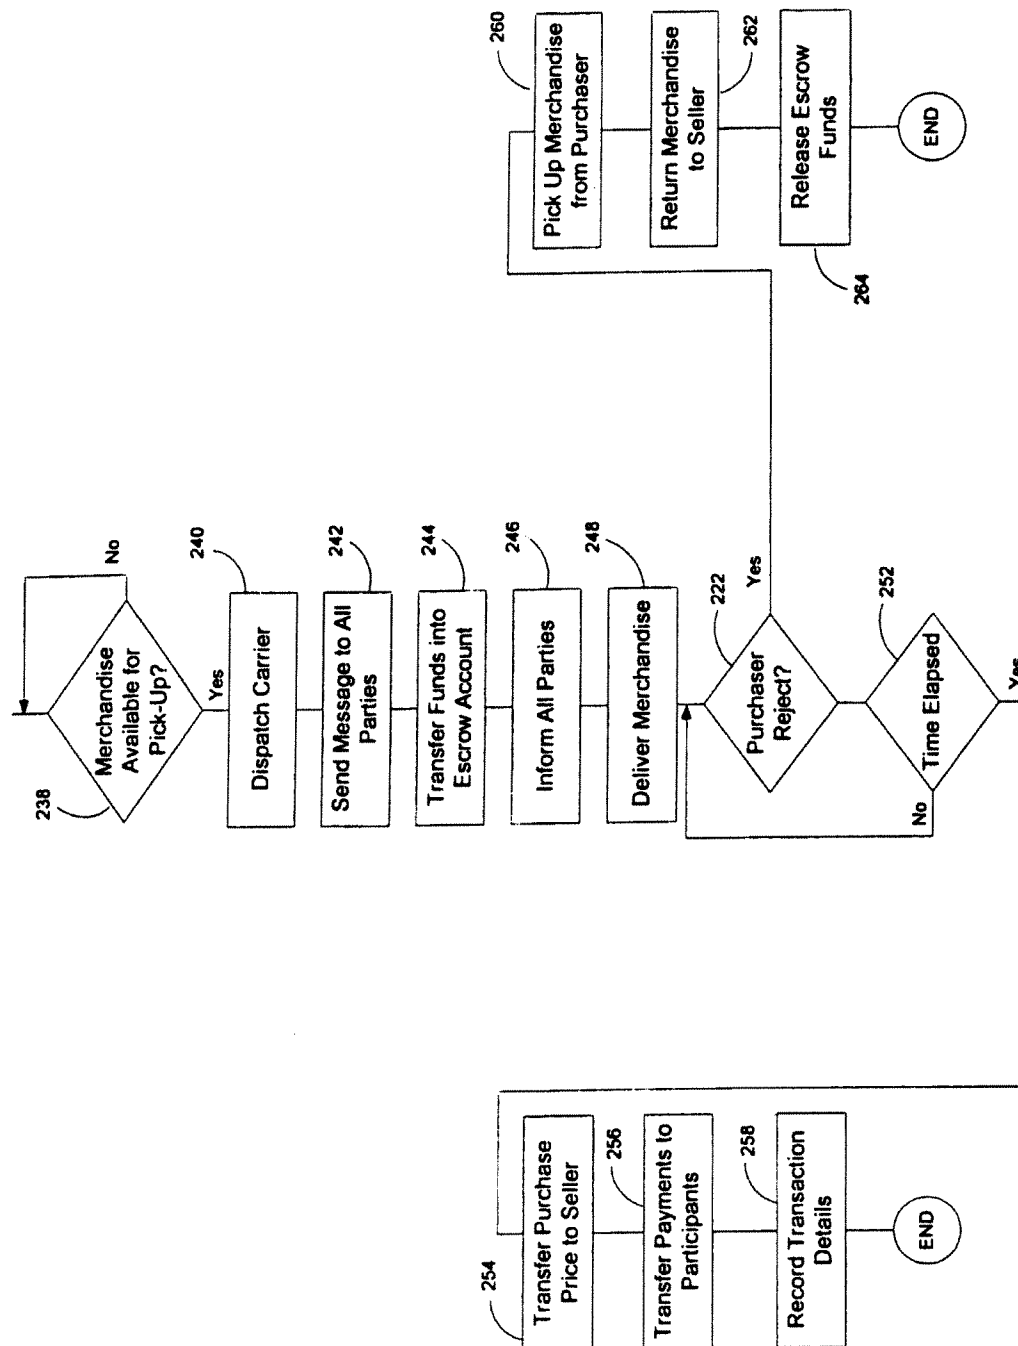 238
Merchandise
Available for
Pick-Up?
No
Yes
240
Dispatch Carrier
242
Send Message to All
Parties
244
Transfer Funds into
Escrow Account
246
Inform All Parties
248
Deliver Merchandise
222
Purchaser
Reject?
Yes
252
Time Elapsed
No
Yes
254
Transfer Purchase
Price to Seller
256
Transfer Payments to
Participants
258
Record Transaction
Details
END
260
Pick Up Merchandise
from Purchaser
262
Return Merchandise
to Seller
264
Release Escrow
Funds
END